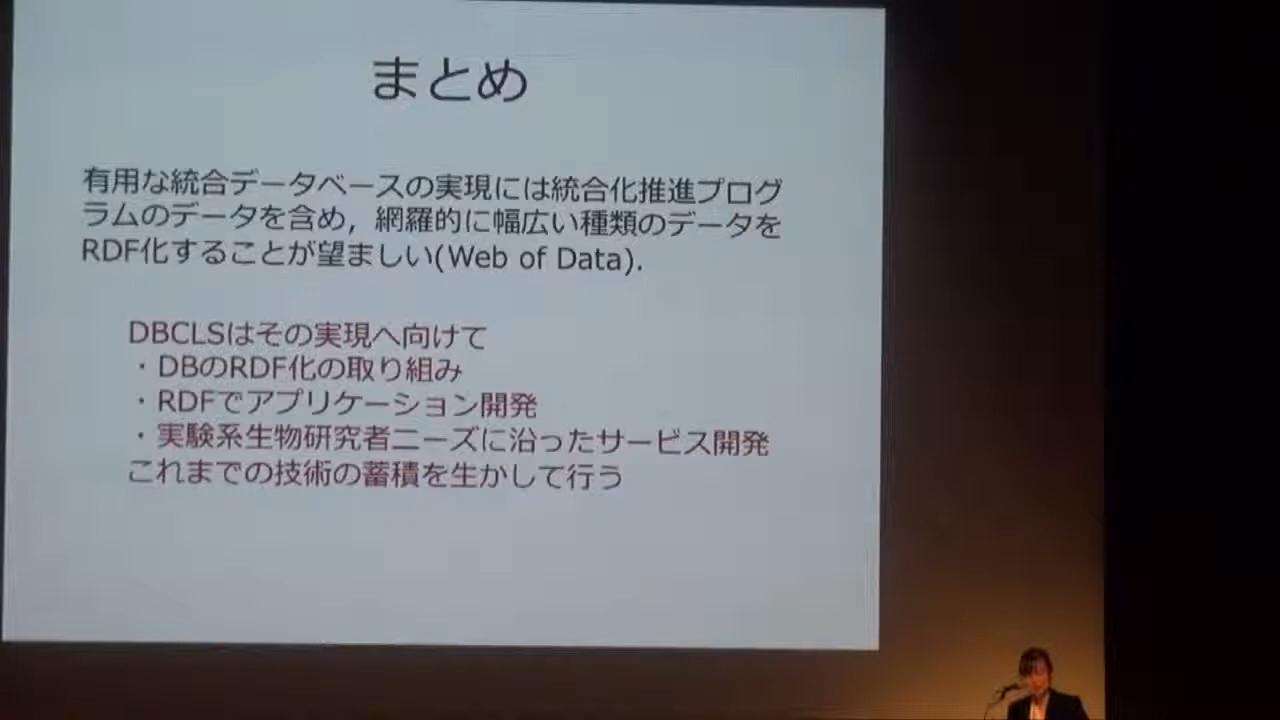 まとめ
有用な統合データベースの実現には統合化推進プログ
ラムのデータを含め，網羅的に幅広い種類のデータを
RDF化することが望ましい(Web of Data).
DBCLSはその実現へ向けて
・DBのRDF化の取り組み
・RDFでアプリケーション開発
・実験系生物研究者ニーズに沿ったサービス開発
これまでの技術の蓄積を生かして行う